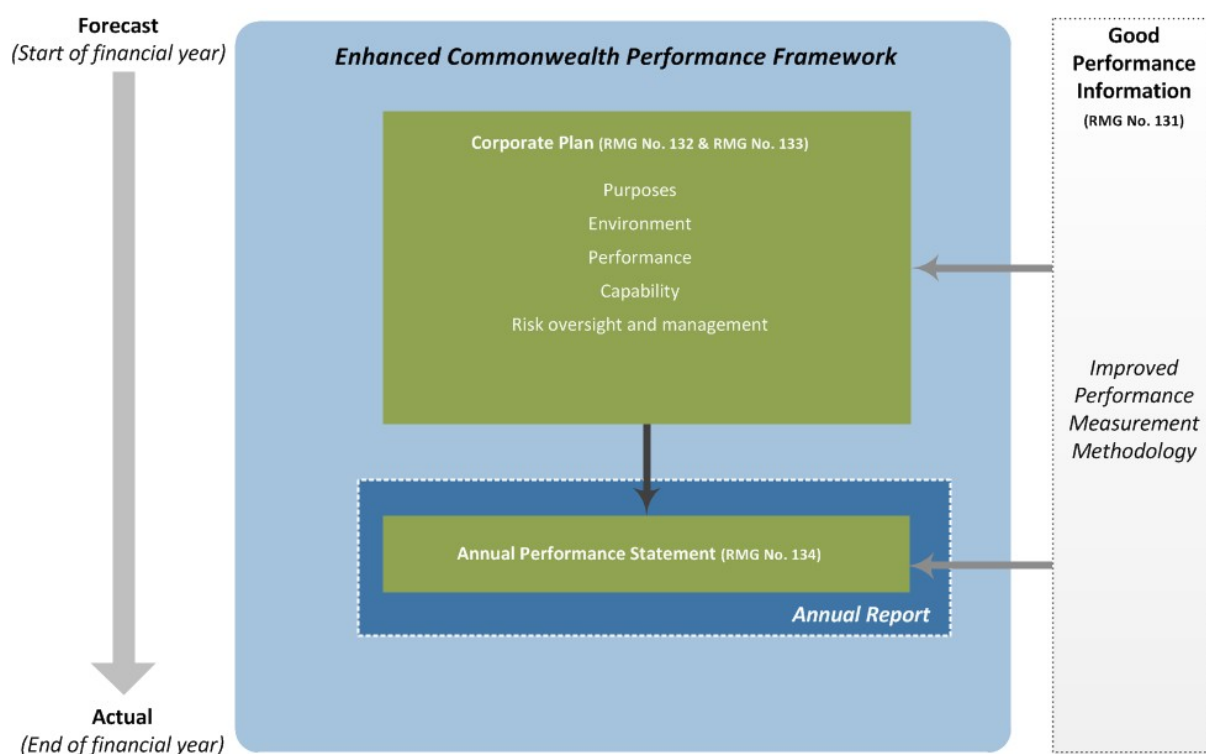 Forecast
(Start of financial year)
Enhanced Commonwealth Performance Framework
Corporate Plan (RMG No. 132 & RMG No. 133)
Purposes
Environment
Performance
Capability
Risk oversight and management
Annual Performance Statement (RMG No. 134)
Annual Report
Actual
(End of financial year)
Good
Performance
Information
(RMG No. 131)
Improved
Performance
Measurement
Methodology